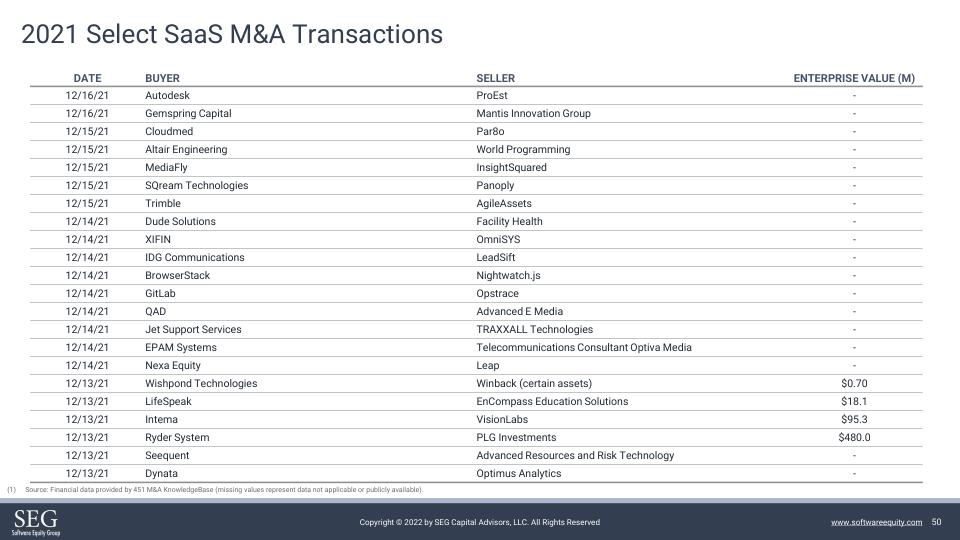 2021 Select SaaS M&A Transactions
DATE BUYER SELLER ENTERPRISE VALUE (M)
12/16/21 Autodesk ProEst -
12/16/21 Gemspring Capital Mantis Innovation Group -
12/15/21 Cloudmed Par8o -
12/15/21 Altair Engineering World Programming -
12/15/21 MediaFly InsightSquared -
12/15/21 SQream Technologies Panoply -
12/15/21 Trimble AgileAssets -
12/14/21 Dude Solutions Facility Health -
12/14/21 XIFIN OmniSYS -
12/14/21 IDG Communications LeadSift -
12/14/21 BrowserStack Nightwatch.js -
12/14/21 GitLab Opstrace -
12/14/21 QAD Advanced E Media -
12/14/21 Jet Support Services TRAXXALL Technologies -
12/14/21 EPAM Systems Telecommunications Consultant Optiva Media -
12/14/21 Nexa Equity Leap -
12/13/21 Wishpond Technologies Winback (certain assets) $0.70
12/13/21 LifeSpeak EnCompass Education Solutions $18.1
12/13/21 Intema VisionLabs $95.3
12/13/21 Ryder System PLG Investments $480.0
12/13/21 Seequent Advanced Resources and Risk Technology -
12/13/21 Dynata Optimus Analytics -
(1) Source: Financial data provided by 451 M&A KnowledgeBase (missing values represent data not applicable or publicly available).
SEG
Software Equity Group
Copyright © 2022 by SEG Capital Advisors, LLC. All Rights Reserved
www.softwareequity.com 50